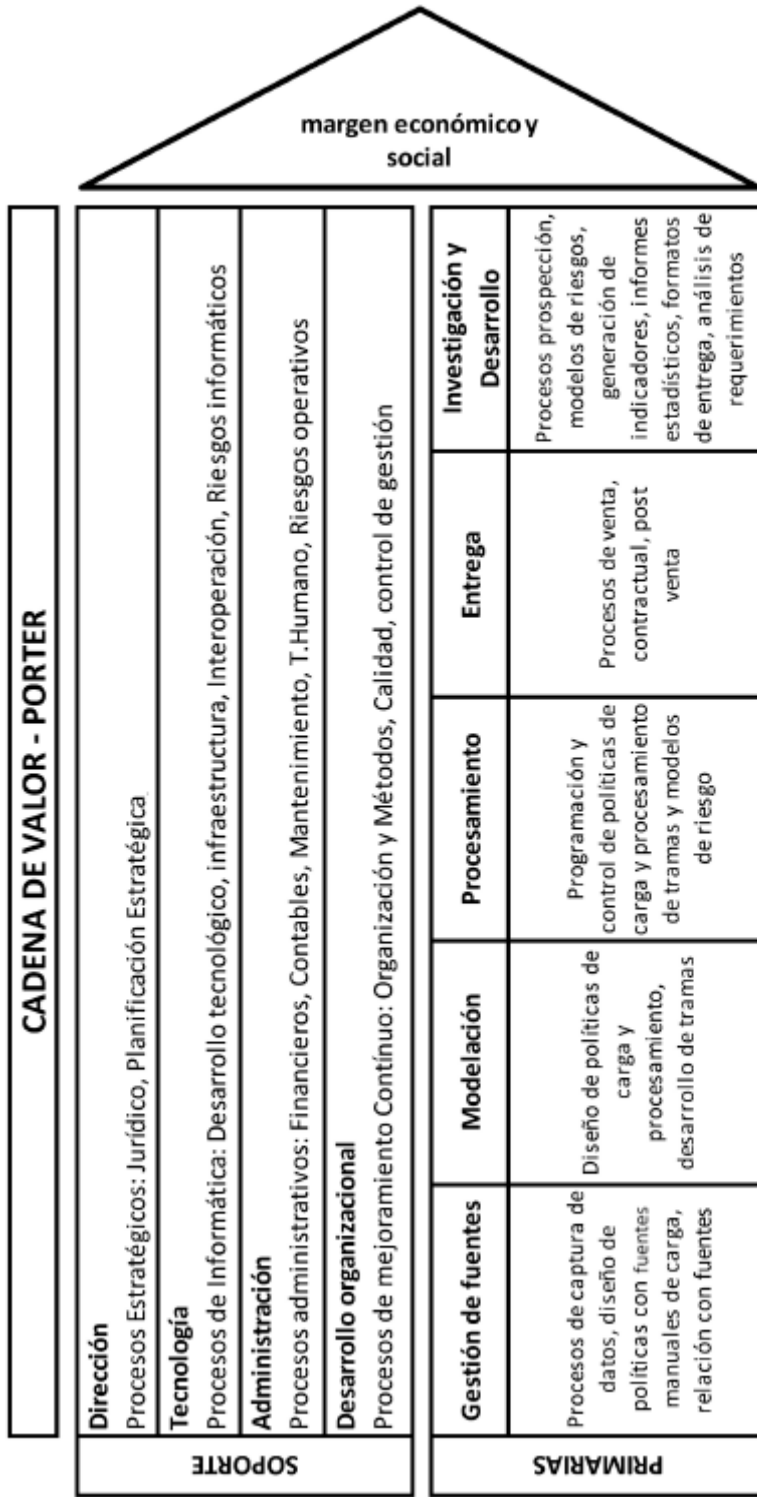 CADENA DE VALOR - PORTER
SOPORTE
Dirección
Procesos Estratégicos: Jurídico, Planificación Estratégica
Tecnología
Procesos de Informática: Desarrollo tecnológico, infraestructura, Interoperación, Riesgos informáticos
Administración
Procesos administrativos: Financieros, Contables, Mantenimiento, T.Humano, Riesgos operativos
Desarrollo organizacional
Procesos de mejoramiento Contínuo: Organización y Métodos, Calidad, control de gestión
margen económico y
social
PRIMARIAS
Gestión de fuentes
Procesos de captura de
datos, diseño de
políticas con fuentes
manuales de carga,
relación con fuentes
Modelación
Diseño de políticas de
carga y
procesamiento,
desarrollo de tramas
Procesamiento
Programación y
control de políticas de
carga y procesamiento
de tramas y modelos
de riesgo
Entrega
Procesos de venta,
contractual, post
venta
Investigación y
Desarrollo
Procesos prospección,
modelos de riesgos,
generación de
indicadores, informes
estadísticos, formatos
de entrega, análisis de
requerimientos